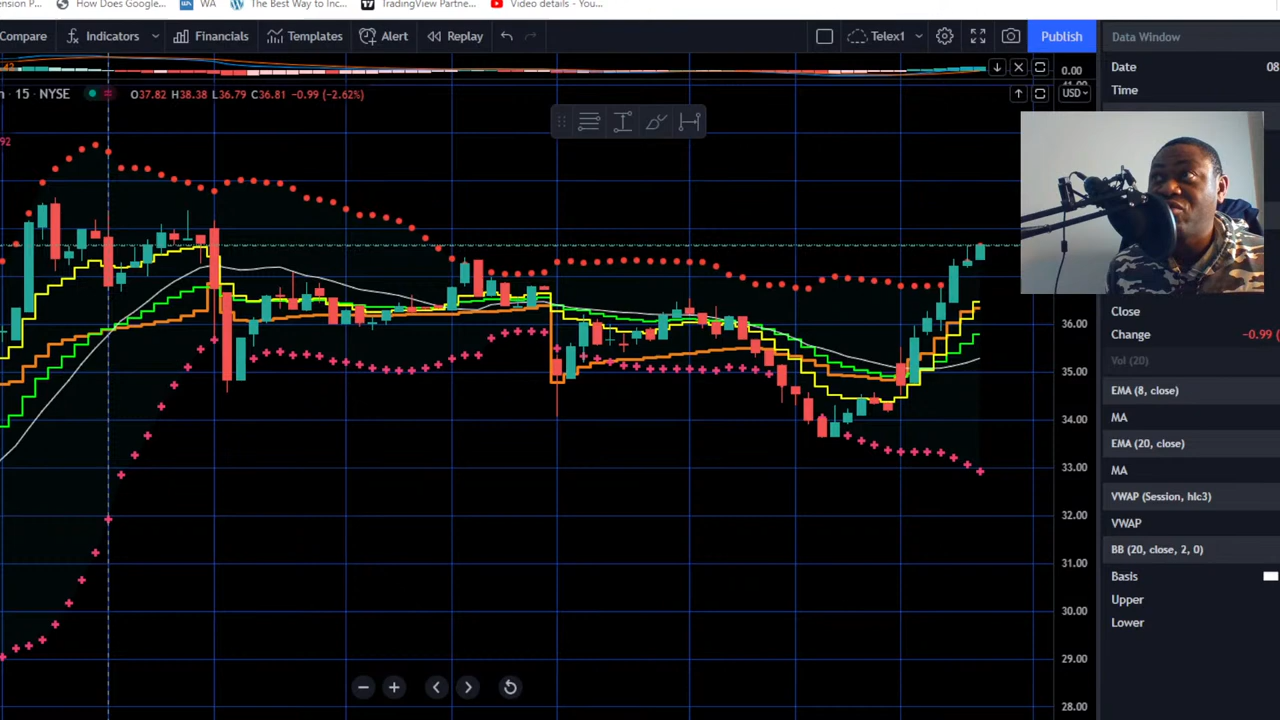 ension P... How Does Google... WA The Best Way to Inc... TradingView Partne... Video details - You...
Compare Indicators Financials Templates Alert Replay Telex1 Publish
Data Window
Date 08
Time
0.00
41.00
15 · NYSE O37.82 H38.38 L36.79 C36.81 −0.99 (−2.62%)
USD
92
Close
36.00
Change −0.99 (
Vol (20)
35.00
EMA (8, close)
MA
34.00
EMA (20, close)
33.00
MA
VWAP (Session, hlc3)
32.00
VWAP
BB (20, close, 2, 0)
31.00
Basis
Upper
30.00
Lower
29.00
28.00